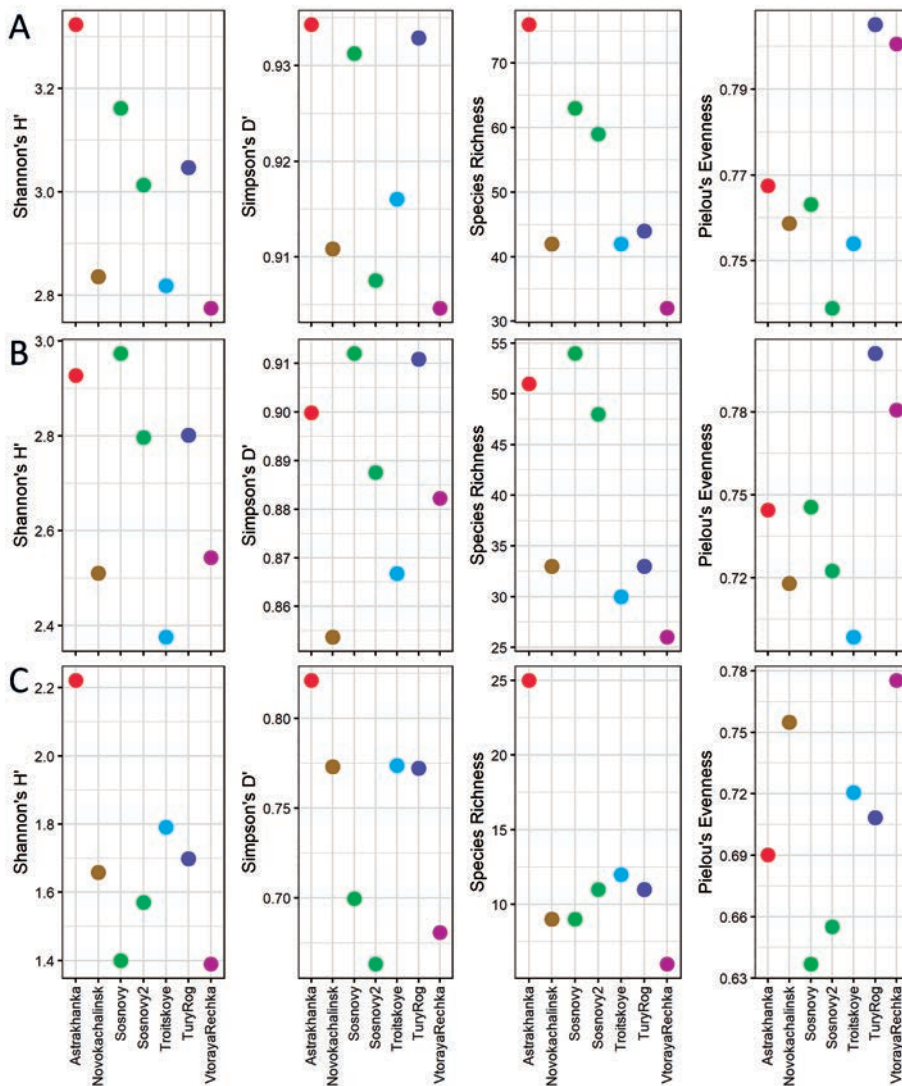 A
Shannon's H'
3.2
3.0
2.8
Simpson's D'
0.93
0.92
0.91
Species Richness
70
60
50
40
30
Pielou's Evenness
0.79
0.77
0.75
B
Shannon's H'
3.0
2.8
2.6
2.4
Simpson's D'
0.91
0.90
0.89
0.88
0.87
0.86
Species Richness
55
50
45
40
35
30
25
Pielou's Evenness
0.78
0.75
0.72
C
Shannon's H'
2.2
2.0
1.8
1.6
1.4
Simpson's D'
0.80
0.75
0.70
Species Richness
25
20
15
10
Pielou's Evenness
0.78
0.75
0.72
0.69
0.66
0.63
Astrakhanka
Novokachalinsk
Sosnovy
Sosnovy2
Troitskoye
TuryRog
VtorayaRechka
Astrakhanka
Novokachalinsk
Sosnovy
Sosnovy2
Troitskoye
TuryRog
VtorayaRechka
Astrakhanka
Novokachalinsk
Sosnovy
Sosnovy2
Troitskoye
TuryRog
VtorayaRechka
Astrakhanka
Novokachalinsk
Sosnovy
Sosnovy2
Troitskoye
TuryRog
VtorayaRechka